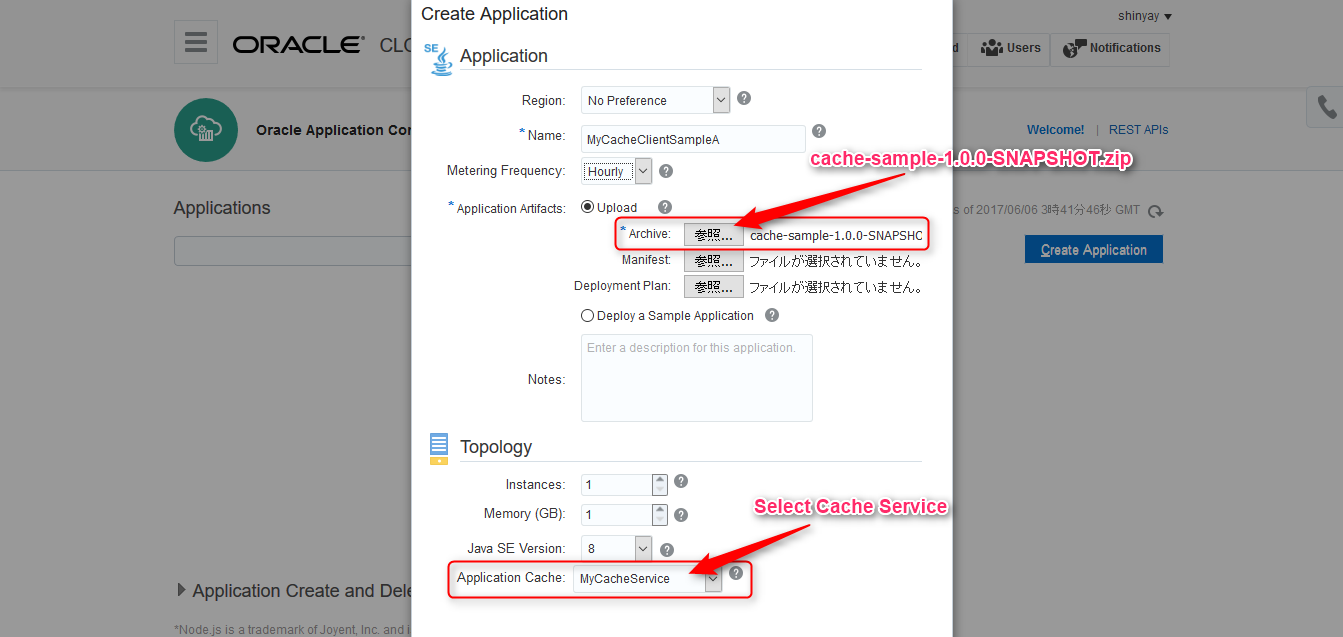 Create Application
shinyay
SE Application
ORACLE
Users Notifications
Region: No Preference
Oracle Application
Welcome! | REST APIs
* Name: MyCacheClientSampleA
cache-sample-1.0.0-SNAPSHOT.zip
Metering Frequency: Hourly
Applications
* Application Artifacts: Upload
s of 2017/06/06 3時41分46秒 GMT
* Archive: 参照... cache-sample-1.0.0-SNAPSHO
Create Application
Manifest: 参照... ファイルが選択されていません。
Deployment Plan: 参照... ファイルが選択されていません。
Deploy a Sample Application
Enter a description for this application.
Notes:
Topology
Instances: 1
Select Cache Service
Memory (GB): 1
Java SE Version: 8
Application Cache: MyCacheService
Application Create and Dele
*Node.js is a trademark of Joyent, Inc. and i